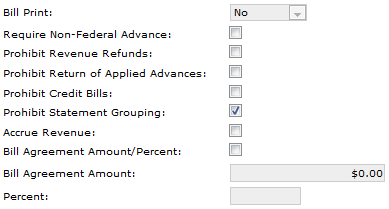 Bill Print: No
Require Non-Federal Advance:
Prohibit Revenue Refunds:
Prohibit Return of Applied Advances:
Prohibit Credit Bills:
Prohibit Statement Grouping:
Accrue Revenue:
Bill Agreement Amount/Percent:
Bill Agreement Amount: $0.00
Percent: